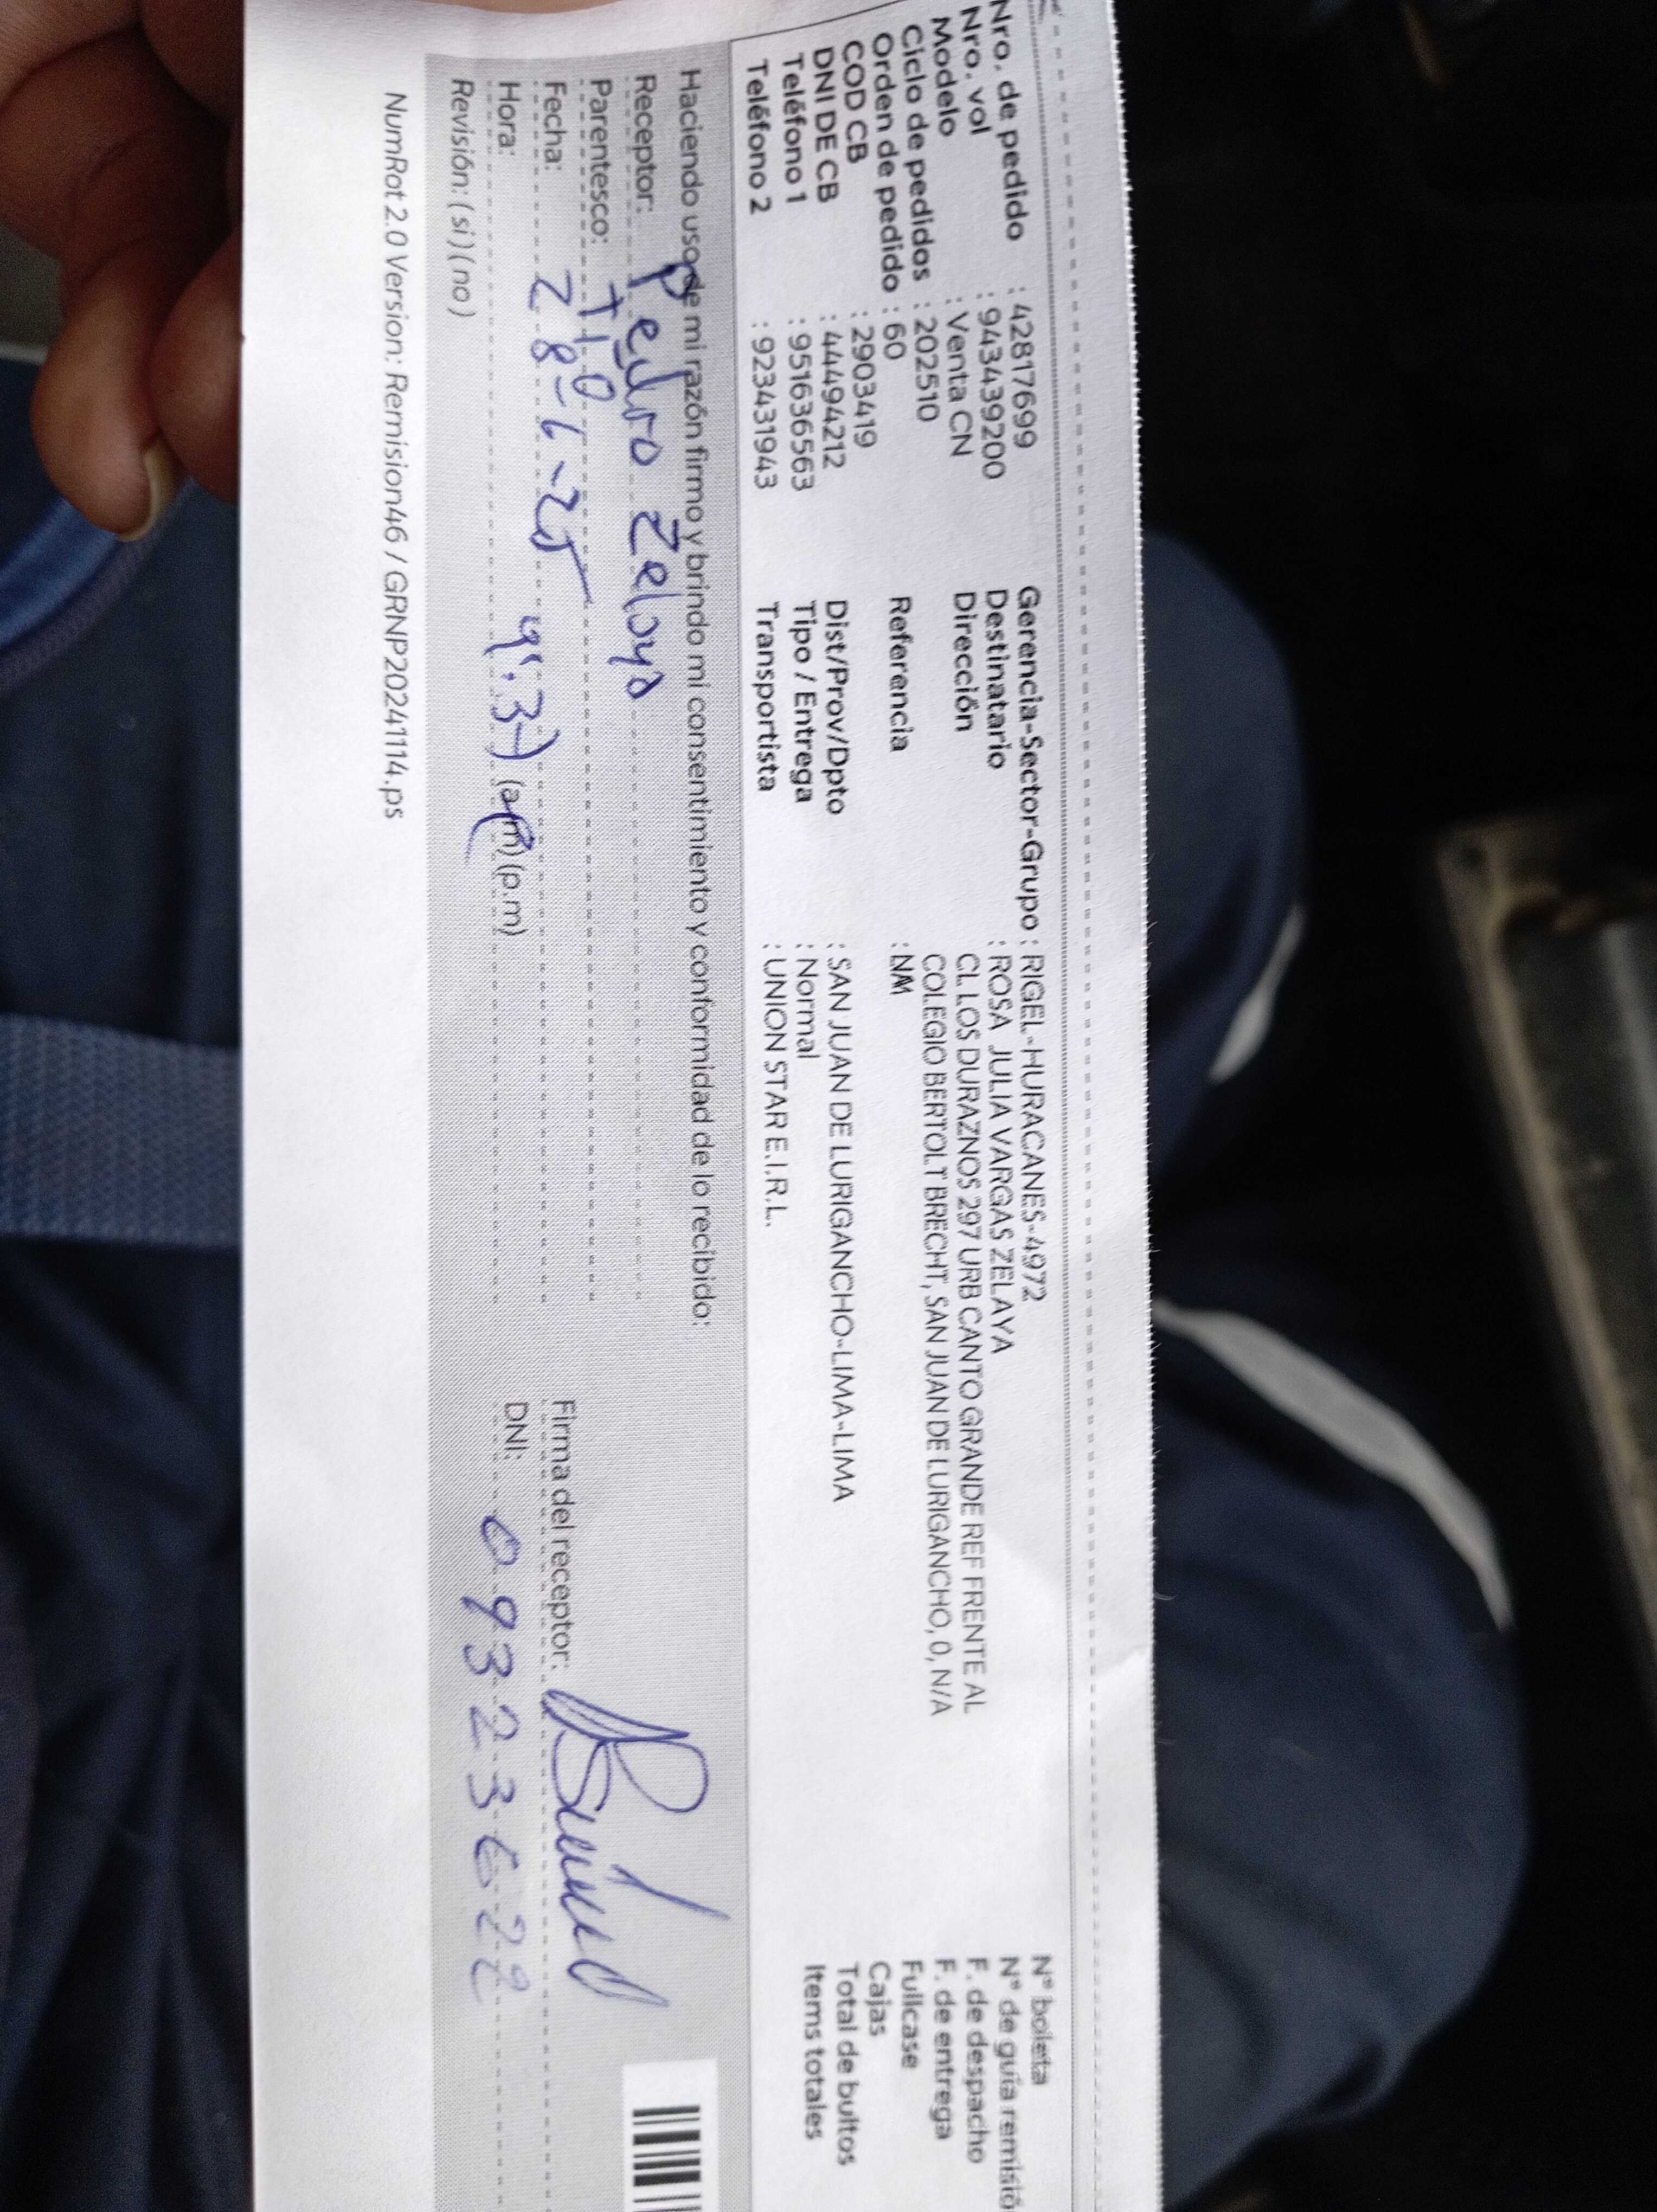 Nro. de pedido : 42817699
Nro. vol : 943439200
Modelo : Venta CN
Ciclo de pedidos : 202510
Orden de pedido : 60
COD CB : 2903419
DNI DE CB : 44494212
Teléfono 1 : 951636563
Teléfono 2 : 923431943
Gerencia-Sector-Grupo : RIGEL-HURACANES-4972
Destinatario : ROSA JULIA VARGAS ZELAYA
Dirección CL. LOS DURAZNOS 297 URB CANTO GRANDE REF FRENTE AL
COLEGIO BERTOLT BRECHT, SAN JUAN DE LURIGANCHO, 0, N/A
Referencia : NM
Dist/Prov/Dpto : SAN JUAN DE LURIGANCHO-LIMA-LIMA
Tipo / Entrega : Normal
Transportista : UNION STAR E.I.R.L.
N° boleta
N° de guía remisió
F. de despacho
F. de entrega
Fullcase
Cajas
Total de bultos
Items totales
Haciendo uso de mi razón firmo y brindo mi consentimiento y conformidad de lo recibido:
Receptor: Pedro Zelaya
Parentesco: TIO
Fecha: 28-6-25
Hora: 9:37 (a.m) (p.m)
Revisión: ( si ) ( no )
Firma del receptor:
DNI: 09323622
NumRot 2.0 Version: Remision46 / GRNP20241114.ps